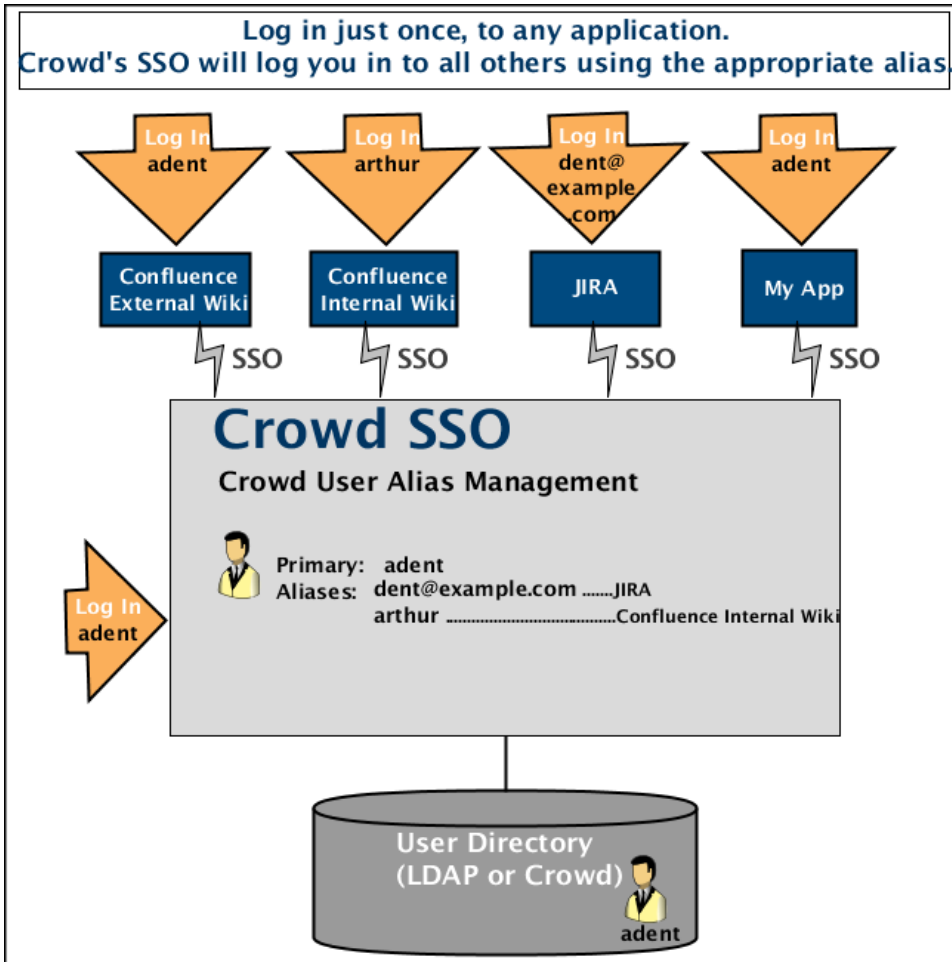 Log in just once, to any application.
Crowd's SSO will log you in to all others using the appropriate alias.
Log In
adent
Log In
arthur
Log In
dent@
example
.com
Log In
adent
Confluence
External Wiki
Confluence
Internal Wiki
JIRA
My App
SSO
SSO
SSO
SSO
Crowd SSO
Crowd User Alias Management
Primary: adent
Aliases: dent@example.com .......JIRA
arthur .........................................Confluence Internal Wiki
Log In
adent
User Directory
(LDAP or Crowd)
adent